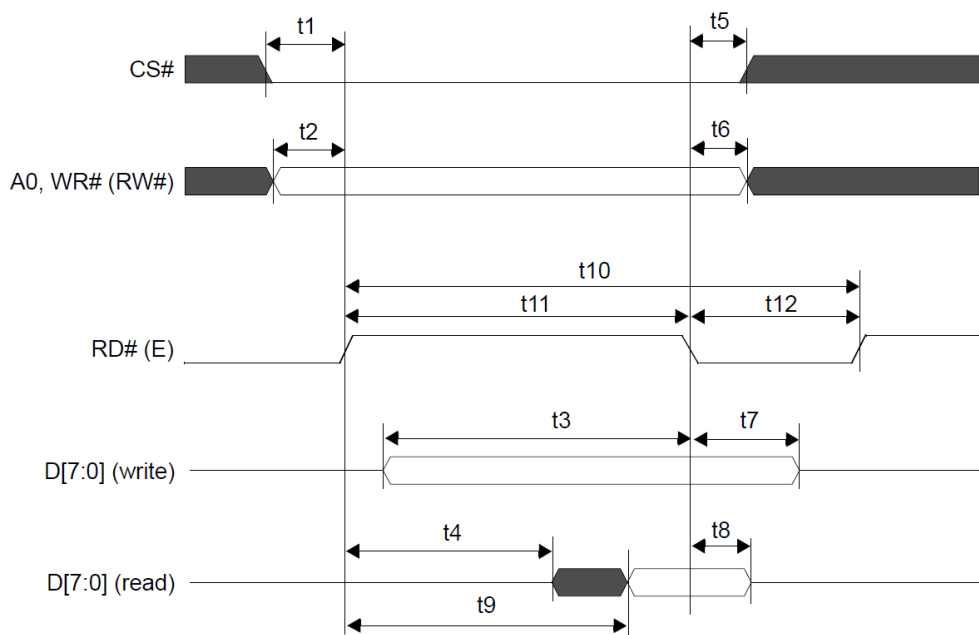 t1 t5
CS#
t2 t6
A0, WR# (RW#)
t10
t11 t12
RD# (E)
t3 t7
D[7:0] (write)
t4 t8
D[7:0] (read)
t9